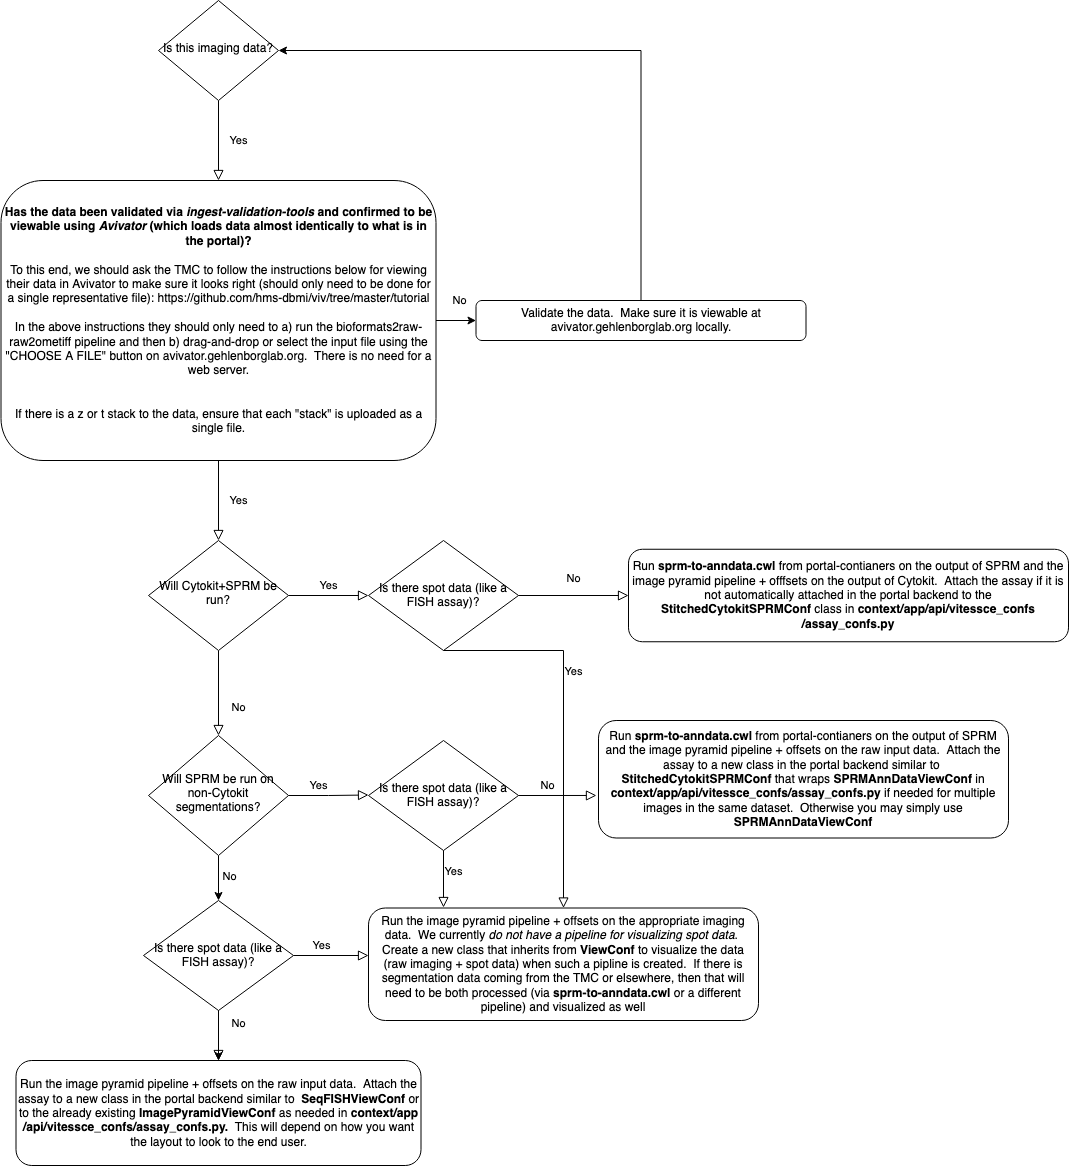 Is this imaging data?
Yes
Has the data been validated via ingest-validation-tools and confirmed to be
viewable using Avivator (which loads data almost identically to what is in
the portal)?
To this end, we should ask the TMC to follow the instructions below for viewing
their data in Avivator to make sure it looks right (should only need to be done for
a single representative file): https://github.com/hms-dbmi/viv/tree/master/tutorial
In the above instructions they should only need to a) run the bioformats2raw-
raw2ometiff pipeline and then b) drag-and-drop or select the input file using the
"CHOOSE A FILE" button on avivator.gehlenborglab.org.  There is no need for a
web server.
If there is a z or t stack to the data, ensure that each "stack" is uploaded as a
single file.
No
Validate the data.  Make sure it is viewable at
avivator.gehlenborglab.org locally.
Yes
Will Cytokit+SPRM be
run?
Yes
Is there spot data (like a
FISH assay)?
No
Run sprm-to-anndata.cwl from portal-contianers on the output of SPRM and the
image pyramid pipeline + offfsets on the output of Cytokit.  Attach the assay if it is
not automatically attached in the portal backend to the
StitchedCytokitSPRMConf class in context/app/api/vitessce_confs
/assay_confs.py
Yes
No
Will SPRM be run on
non-Cytokit
segmentations?
Yes
Is there spot data (like a
FISH assay)?
No
Run sprm-to-anndata.cwl from portal-contianers on the output of SPRM
and the image pyramid pipeline + offsets on the raw input data.  Attach the
assay to a new class in the portal backend similar to
StitchedCytokitSPRMConf that wraps SPRMAnnDataViewConf in
context/app/api/vitessce_confs/assay_confs.py if needed for multiple
images in the same dataset.  Otherwise you may simply use
SPRMAnnDataViewConf
Yes
No
Is there spot data (like a
FISH assay)?
Yes
Run the image pyramid pipeline + offsets on the appropriate imaging
data.  We currently do not have a pipeline for visualizing spot data.
Create a new class that inherits from ViewConf to visualize the data
(raw imaging + spot data) when such a pipline is created.  If there is
segmentation data coming from the TMC or elsewhere, then that will
need to be both processed (via sprm-to-anndata.cwl or a different
pipeline) and visualized as well
No
Run the image pyramid pipeline + offsets on the raw input data.  Attach the
assay to a new class in the portal backend similar to  SeqFISHViewConf or
to the already existing ImagePyramidViewConf as needed in context/app
/api/vitessce_confs/assay_confs.py.  This will depend on how you want
the layout to look to the end user.